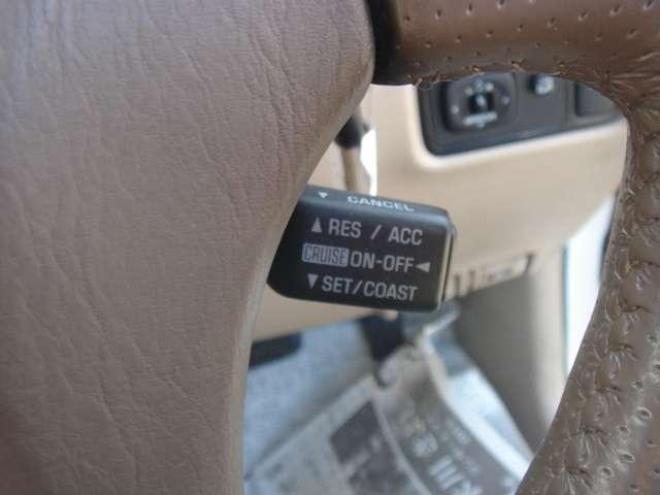 ▼ CANCEL
▲ RES / ACC
CRUISE ON-OFF ◄
▼ SET/COAST